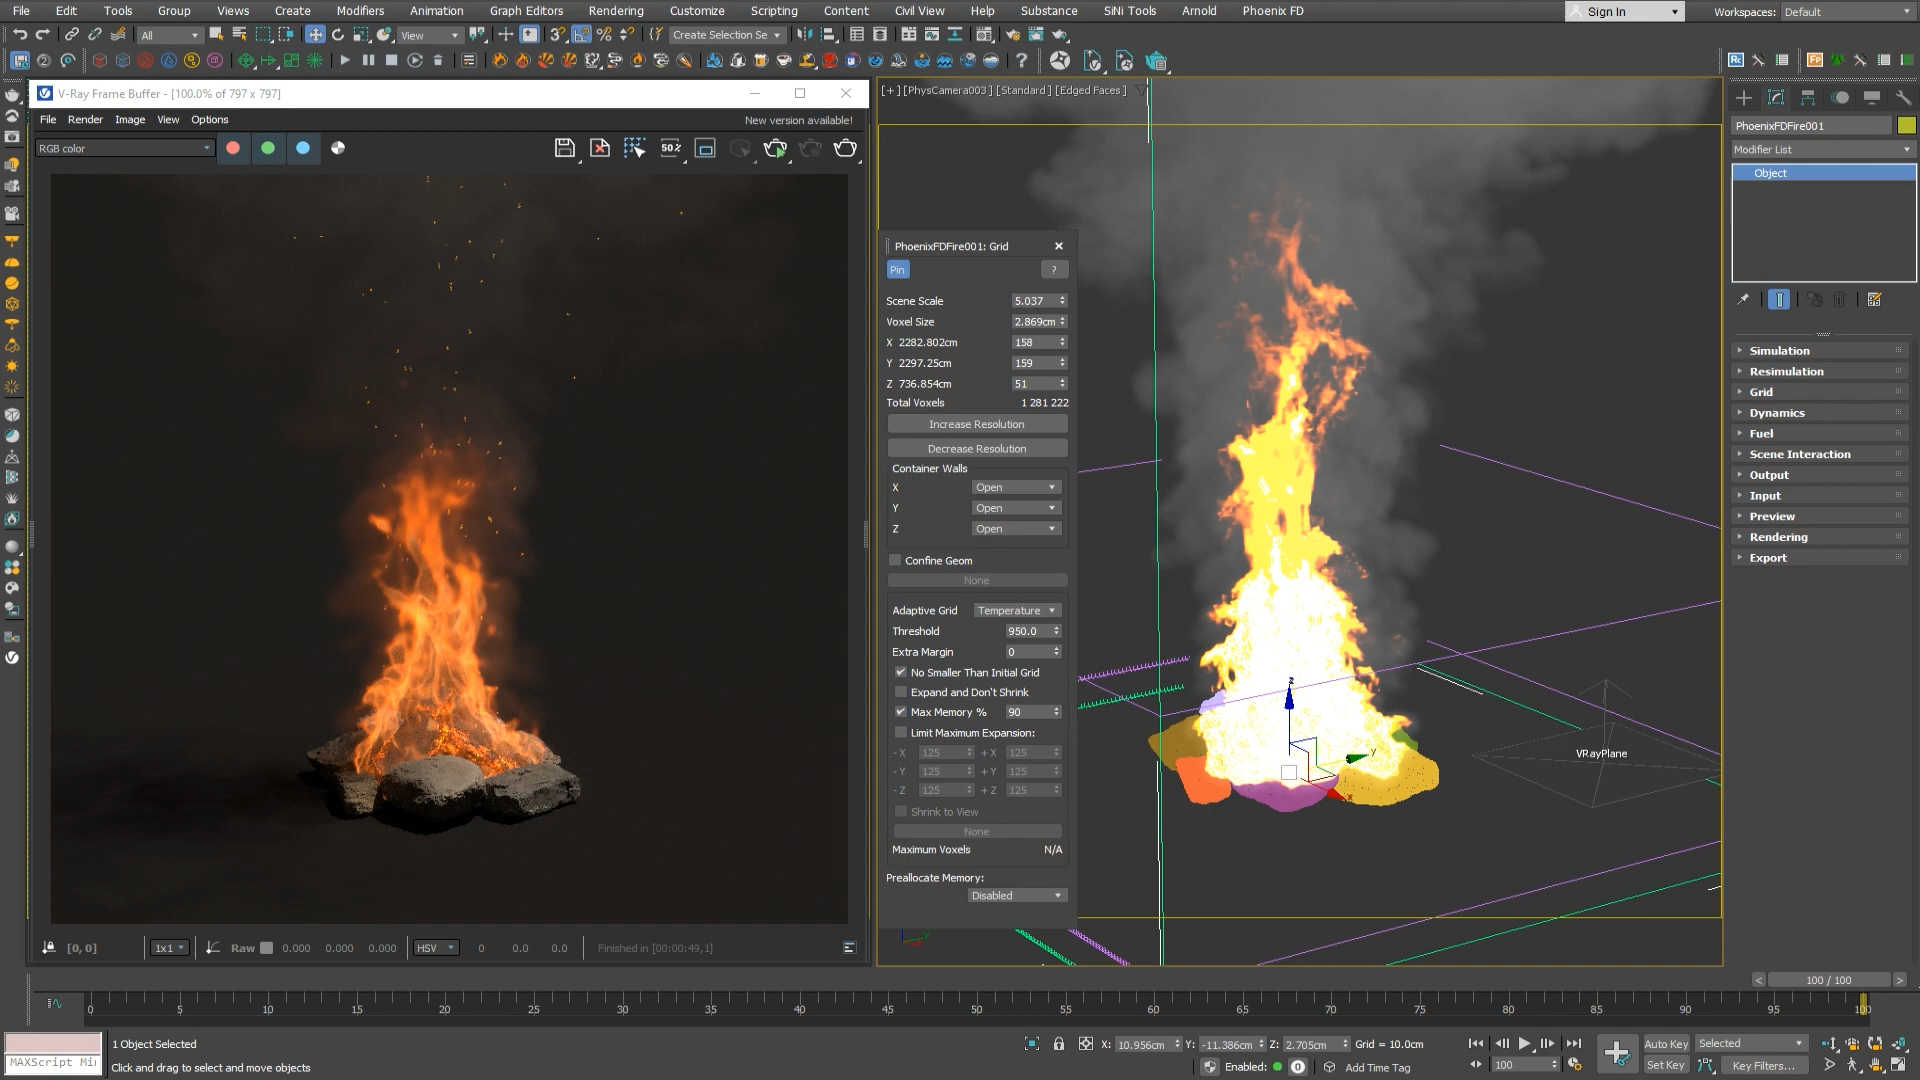 File Edit Tools Group Views Create Modifiers Animation Graph Editors Rendering Customize Scripting Content Civil View Help Substance SiNi Tools Arnold Phoenix FD Sign In Workspaces: Default
All View Create Selection Se
V-Ray Frame Buffer - [100.0% of 797 x 797]
File Render Image View Options New version available!
RGB color 50%
[+] [PhysCamera003] [Standard] [Edged Faces]
PhoenixFDFire001: Grid
Pin ?
Scene Scale 5.037
Voxel Size 2.869cm
X 2282.802cm 158
Y 2297.25cm 159
Z 736.854cm 51
Total Voxels 1 281 222
Increase Resolution
Decrease Resolution
Container Walls
X Open
Y Open
Z Open
Confine Geom
None
Adaptive Grid Temperature
Threshold 950.0
Extra Margin 0
No Smaller Than Initial Grid
Expand and Don't Shrink
Max Memory % 90
Limit Maximum Expansion:
-X 125 +X 125
-Y 125 +Y 125
-Z 125 +Z 125
Shrink to View
None
Maximum Voxels N/A
Preallocate Memory:
Disabled
z
y
x
VRayPlane
PhoenixFDFire001
Modifier List
Object
Simulation
Resimulation
Grid
Dynamics
Fuel
Scene Interaction
Output
Input
Preview
Rendering
Export
[0, 0] 1x1 Raw 0.000 0.000 0.000 HSV 0 0.0 0.0 Finished in [00:00:49,1]
< 100 / 100 >
0 5 10 15 20 25 30 35 40 45 50 55 60 65 70 75 80 85 90 95 100
1 Object Selected
X: 10.956cm Y: -11.386cm Z: 2.705cm Grid = 10.0cm Auto Key Selected
MAXScript Mi
Click and drag to select and move objects
Enabled: 0 Add Time Tag 100 Set Key Key Filters...